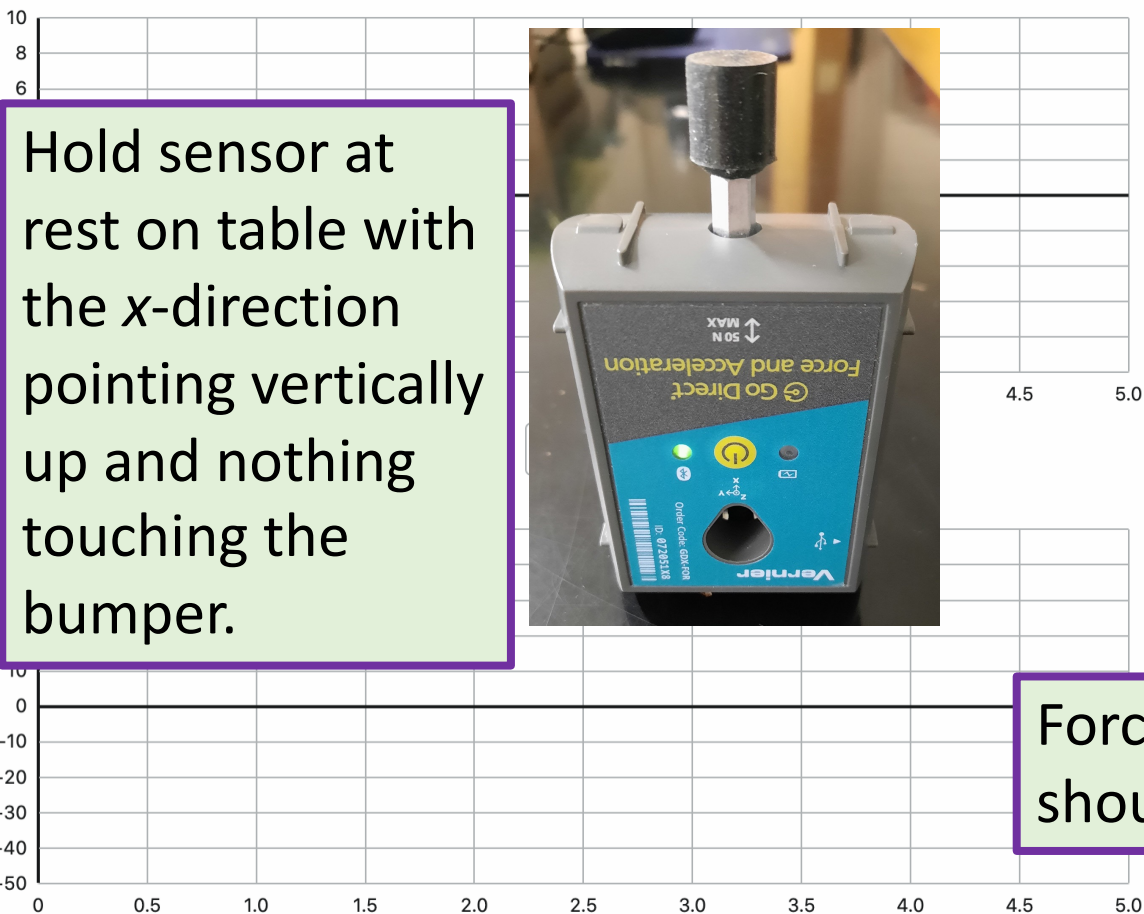 10
8
6
Hold sensor at
rest on table with
the x-direction
pointing vertically
up and nothing
touching the
bumper.
50 N
MAX
Force and Acceleration
Go Direct®
X
Y
Z
Order Code: GDX-FOR
ID: 072051X8
Vernier
4.5
5.0
10
0
-10
-20
-30
-40
-50
Forc
shou
0
0.5
1.0
1.5
2.0
2.5
3.0
3.5
4.0
4.5
5.0